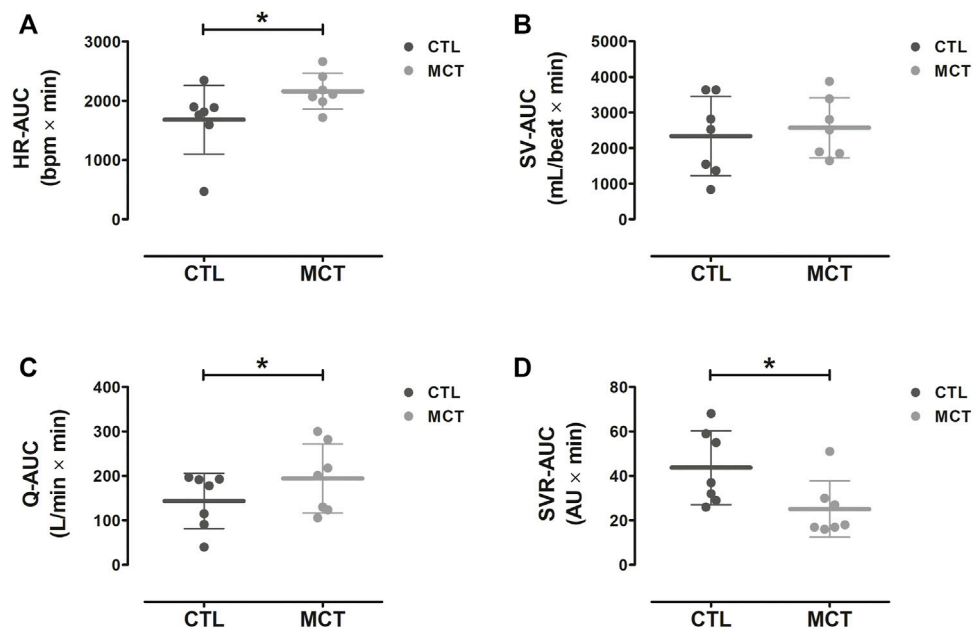 A
*
3000
2000
1000
0
HR-AUC
(bpm × min)
CTL
MCT
CTL
MCT
B
5000
4000
3000
2000
1000
0
SV-AUC
(mL/beat × min)
CTL
MCT
CTL
MCT
C
*
400
300
200
100
0
Q-AUC
(L/min × min)
CTL
MCT
CTL
MCT
D
*
80
60
40
20
0
SVR-AUC
(AU × min)
CTL
MCT
CTL
MCT